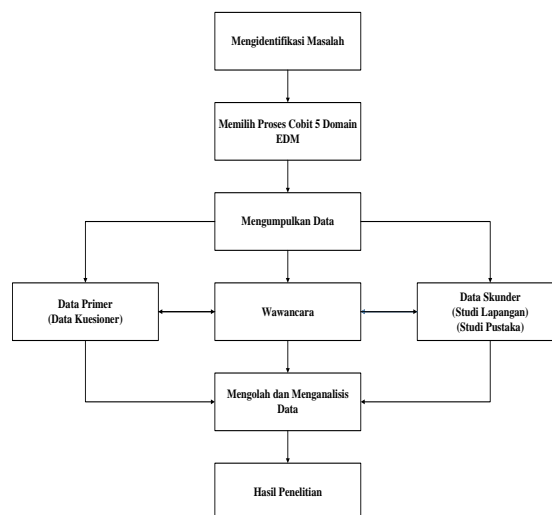 Mengidentifikasi Masalah
Memilih Proses Cobit 5 Domain
EDM
Mengumpulkan Data
Data Primer
(Data Kuesioner)
Wawancara
Data Skunder
(Studi Lapangan)
(Studi Pustaka)
Mengolah dan Menganalisis
Data
Hasil Penelitian